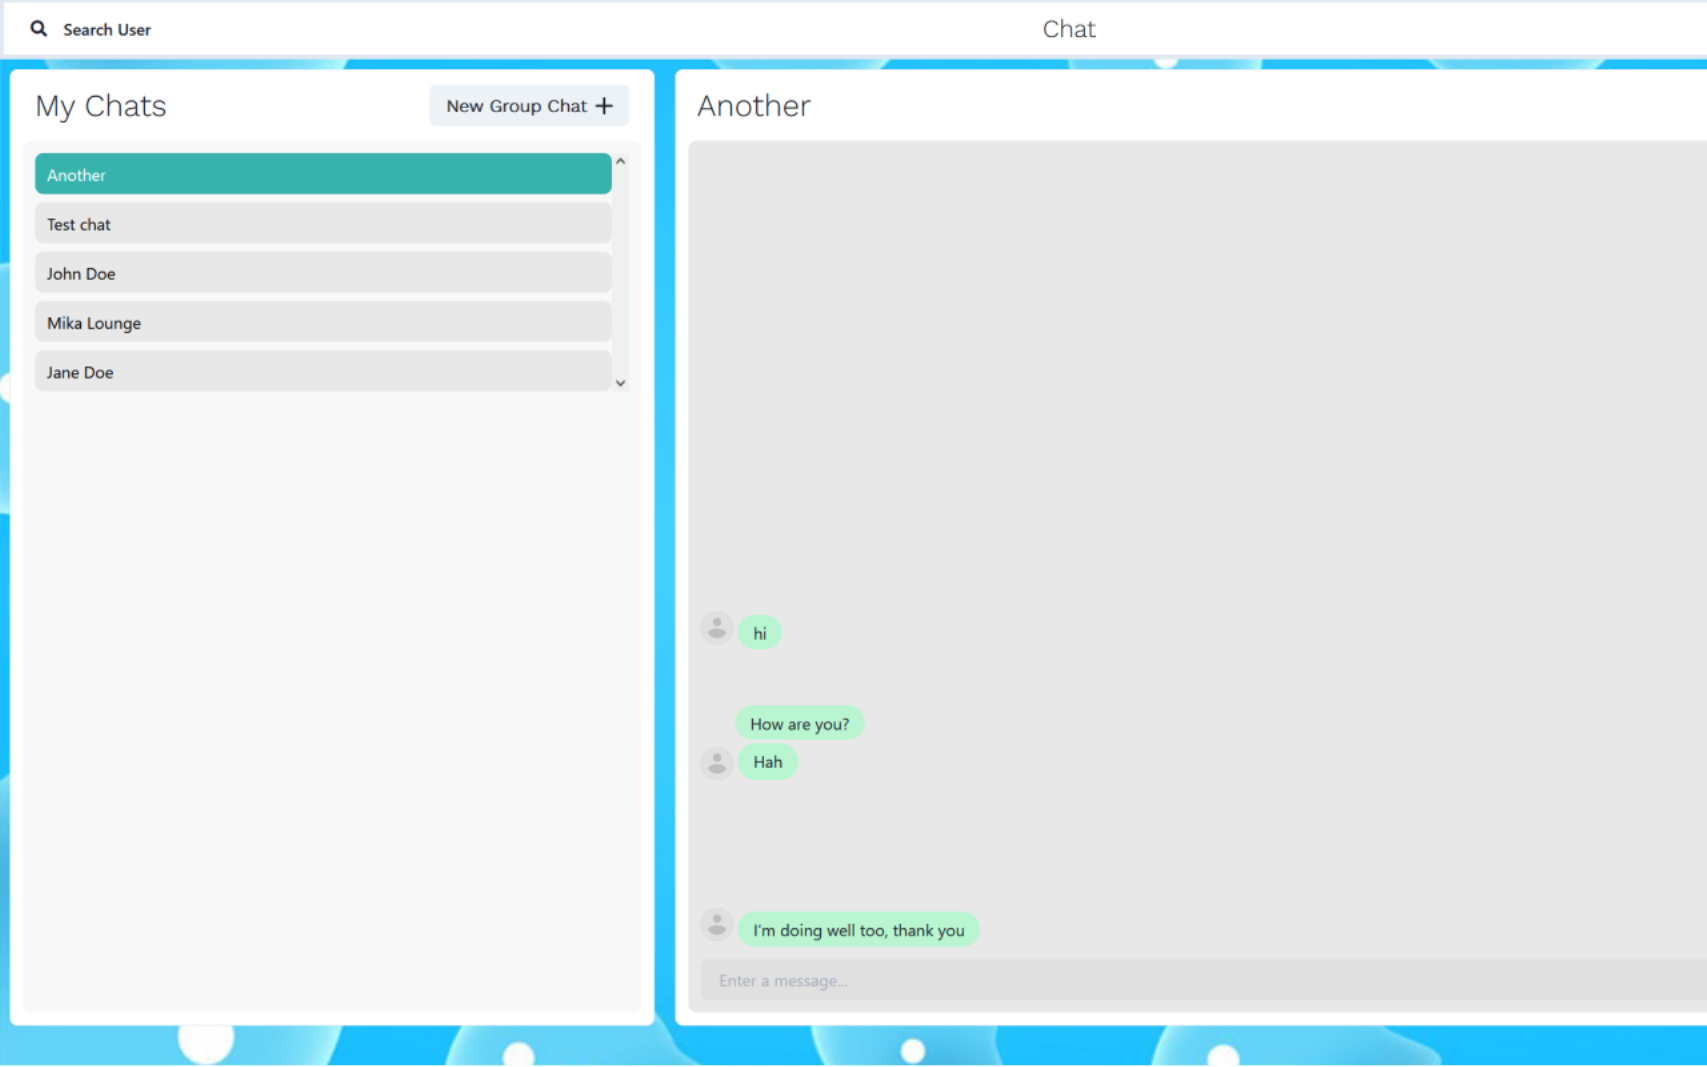 Search User
Chat
My Chats
New Group Chat +
Another
Test chat
John Doe
Mika Lounge
Jane Doe
Another
hi
How are you?
Hah
I'm doing well too, thank you
Enter a message...